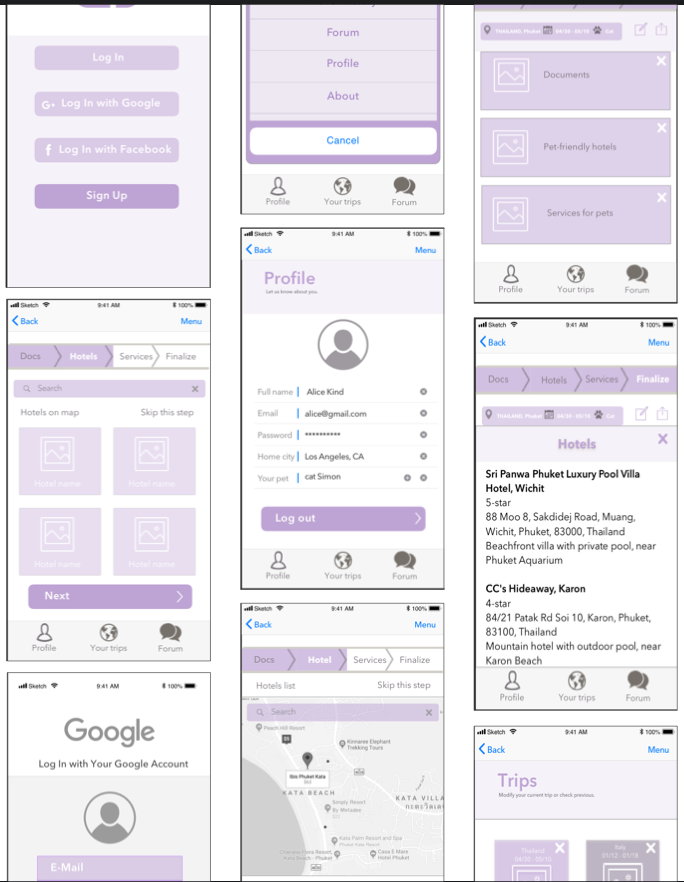 Log In
G+ Log In with Google
f Log In with Facebook
Sign Up
Sketch 9:41 AM 100%
Back Menu
Docs Hotels Services Finalize
Search
Hotels on map Skip this step
Hotel name Hotel name
Hotel name Hotel name
Next
Profile Your trips Forum
Sketch 9:41 AM 100%
Google
Log In with Your Google Account
E-Mail
Forum
Profile
About
Cancel
Profile Your trips Forum
Sketch 9:41 AM 100%
Back Menu
Profile
Let us know about you.
Full name Alice Kind
Email alice@gmail.com
Password **********
Home city Los Angeles, CA
Your pet cat Simon
Log out
Profile Your trips Forum
Sketch 9:41 AM 100%
Back Menu
Docs Hotel Services Finalize
Hotels list Skip this step
Search
Peach Hill Resort
Kinnaree Elephant
Trekking Tours
Ibis Phuket Kata
KATA BEACH
KATA VILLA
Simply Resort
By Metadee
Kata Palm Resort and Spa
Kata Beach - Phuket
Casa E Mare
Hotel Phuket
THAILAND, Phuket 04/30 - 05/10 Cat
Documents
Pet-friendly hotels
Services for pets
Profile Your trips Forum
Sketch 9:41 AM 100%
Back Menu
Docs Hotels Services Finalize
THAILAND, Phuket 04/30 - 05/10 Cat
Hotels
Sri Panwa Phuket Luxury Pool Villa
Hotel, Wichit
5-star
88 Moo 8, Sakdidej Road, Muang,
Wichit, Phuket, 83000, Thailand
Beachfront villa with private pool, near
Phuket Aquarium
CC's Hideaway, Karon
4-star
84/21 Patak Rd Soi 10, Karon, Phuket,
83100, Thailand
Mountain hotel with outdoor pool, near
Karon Beach
Profile Your trips Forum
Sketch 9:41 AM 100%
Back Menu
Trips
Modify your current trip or check previous.
Thailand Italy
04/30 - 05/10 01/12 - 01/18